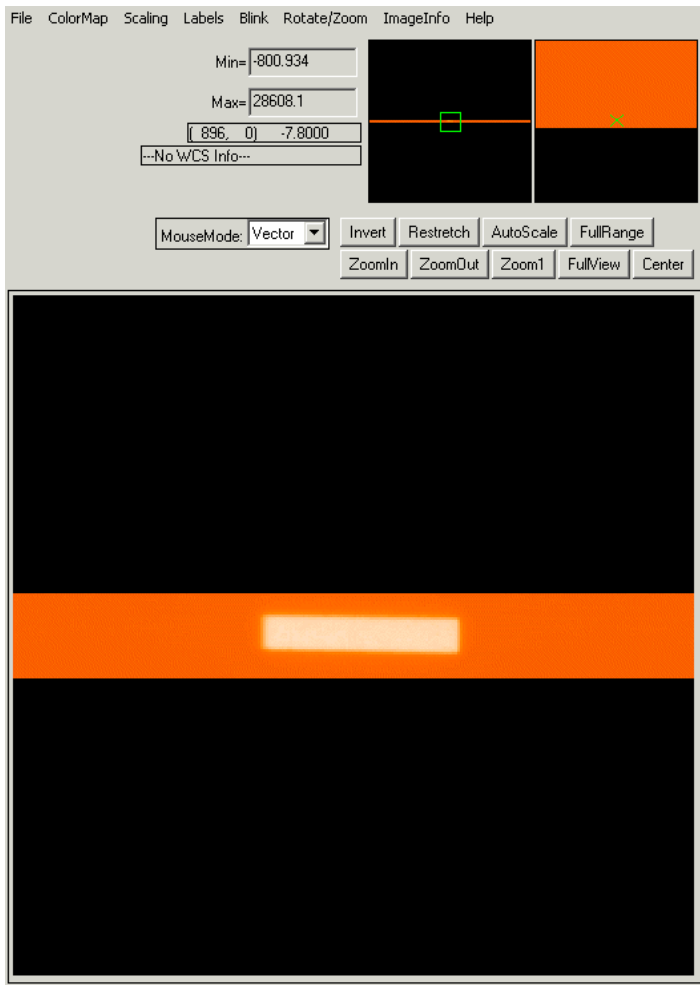 File ColorMap Scaling Labels Blink Rotate/Zoom ImageInfo Help
Min= -800.934
Max= 28608.1
( 896, 0) -7.8000
---No WCS Info---
MouseMode: Vector Invert Restretch AutoScale FullRange
ZoomIn ZoomOut Zoom1 FullView Center